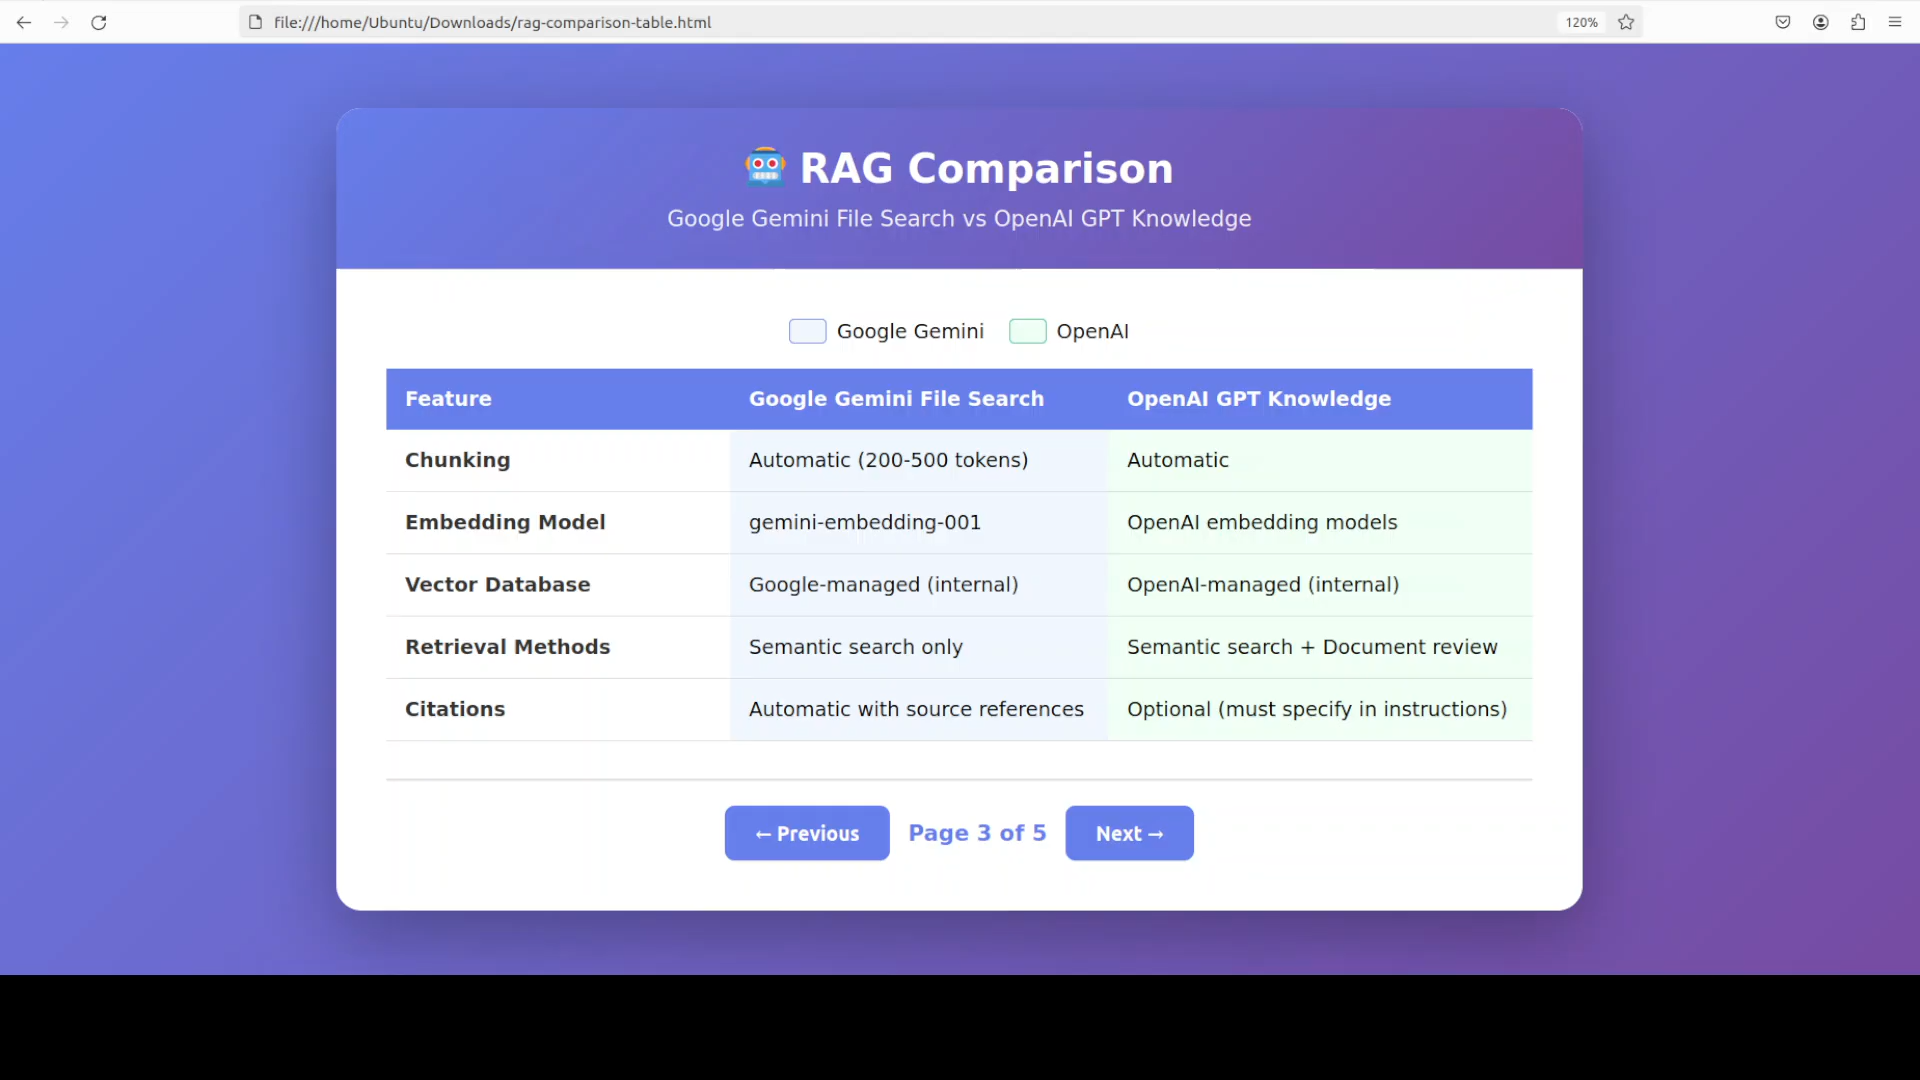 file:///home/Ubuntu/Downloads/rag-comparison-table.html 120%
RAG Comparison
Google Gemini File Search vs OpenAI GPT Knowledge
Google Gemini OpenAI
Feature Google Gemini File Search OpenAI GPT Knowledge
Chunking Automatic (200-500 tokens) Automatic
Embedding Model gemini-embedding-001 OpenAI embedding models
Vector Database Google-managed (internal) OpenAI-managed (internal)
Retrieval Methods Semantic search only Semantic search + Document review
Citations Automatic with source references Optional (must specify in instructions)
← Previous Page 3 of 5 Next →